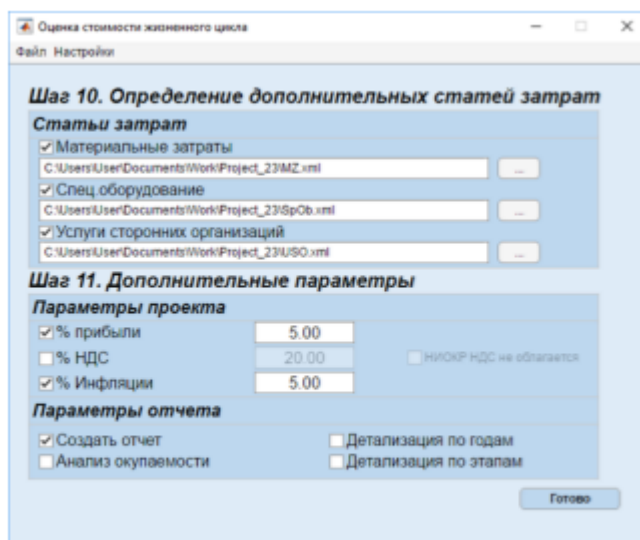 Оценка стоимости жизненного цикла
Файл Настройки
Шаг 10. Определение дополнительных статей затрат
Статьи затрат
Материальные затраты
C:\Users\User\Documents\Work\Project_23\MZ.xml ...
Спец.оборудование
C:\Users\User\Documents\Work\Project_23\SpOb.xml ...
Услуги сторонних организаций
C:\Users\User\Documents\Work\Project_23\USO.xml ...
Шаг 11. Дополнительные параметры
Параметры проекта
% прибыли 5.00
% НДС 20.00 НИОКР НДС не облагается
% Инфляции 5.00
Параметры отчета
Создать отчет Детализация по годам
Анализ окупаемости Детализация по этапам
Готово